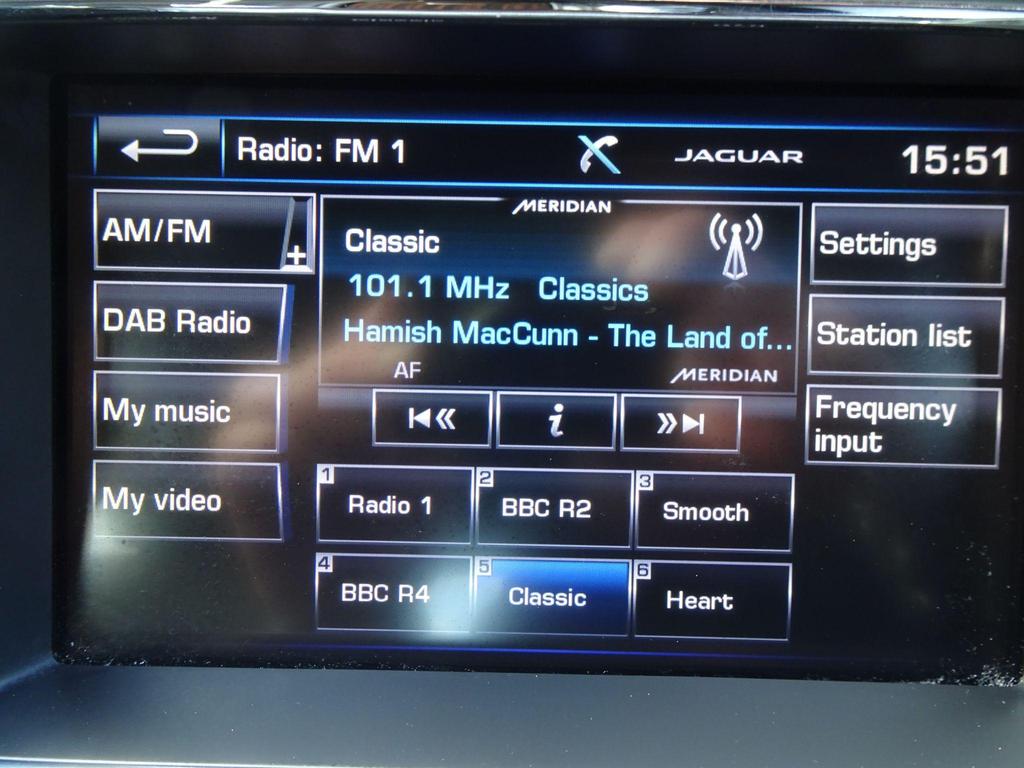 Radio: FM 1
JAGUAR
15:51
AM/FM
+
DAB Radio
My music
My video
MERIDIAN
Classic
101.1 MHz Classics
Hamish MacCunn - The Land of...
AF
MERIDIAN
i
1 Radio 1
2 BBC R2
3 Smooth
4 BBC R4
5 Classic
6 Heart
Settings
Station list
Frequency
input